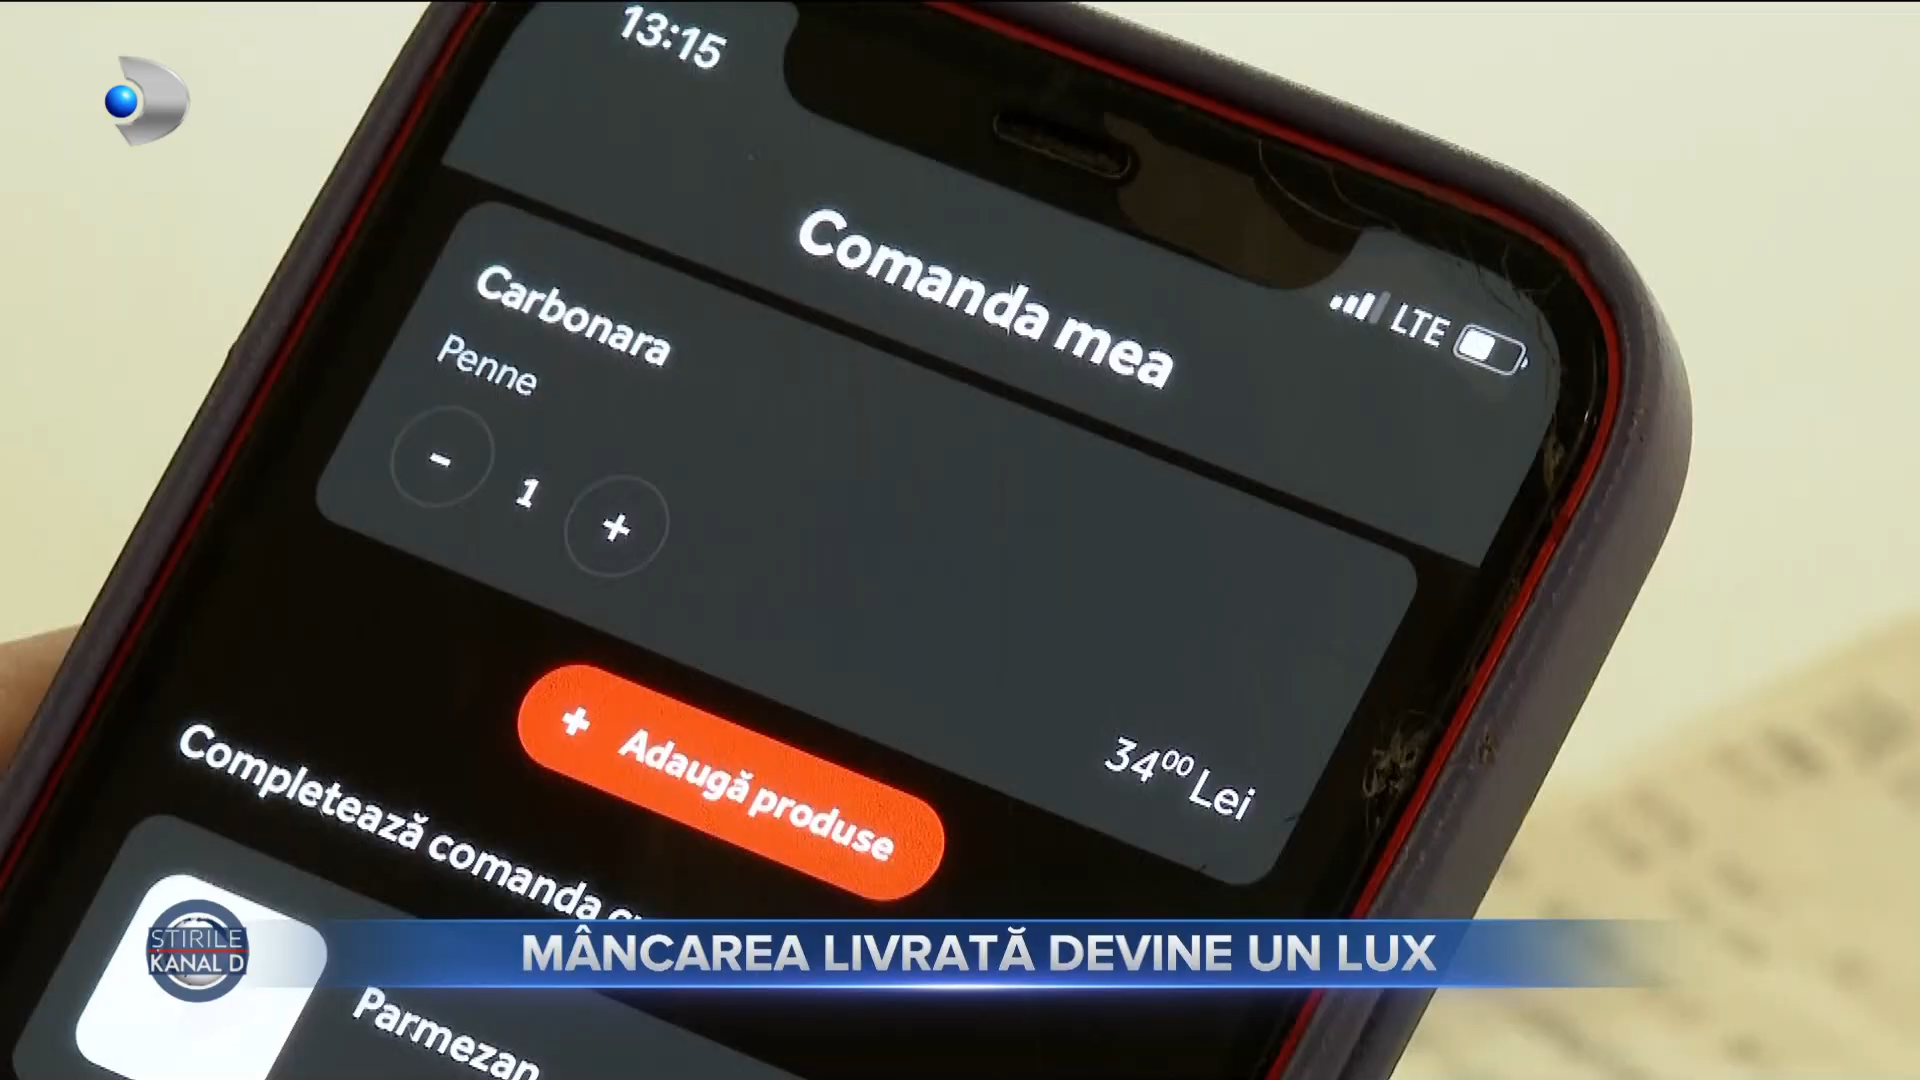 13:15
LTE
Comanda mea
Carbonara
Penne
- 1 +
34⁰⁰ Lei
+ Adaugă produse
Completează comanda
Parmezan
ȘTIRILE
KANAL D
MÂNCAREA LIVRATĂ DEVINE UN LUX